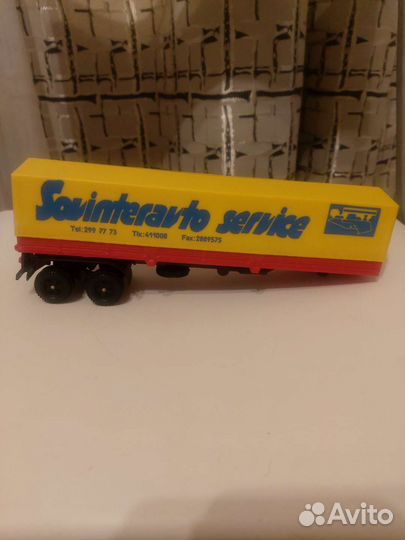 Sovinteravto service
Tel:299 77 73 Tlx:411008 Fax:2889575
Avito